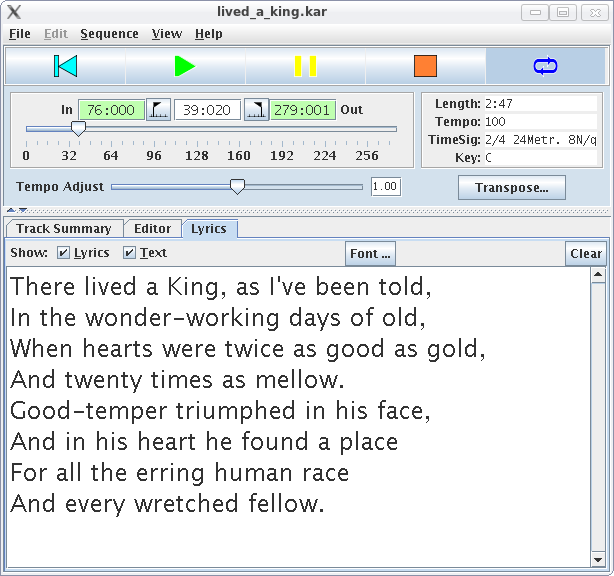 lived_a_king.kar
File Edit Sequence View Help
In 76:000 39:020 279:001 Out
0 32 64 96 128 160 192 224 256
Length: 2:47
Tempo: 100
TimeSig: 2/4 24Metr. 8N/q
Key: C
Tempo Adjust 1.00 Transpose...
Track Summary Editor Lyrics
Show: Lyrics Text Font ... Clear
There lived a King, as I've been told,
In the wonder-working days of old,
When hearts were twice as good as gold,
And twenty times as mellow.
Good-temper triumphed in his face,
And in his heart he found a place
For all the erring human race
And every wretched fellow.